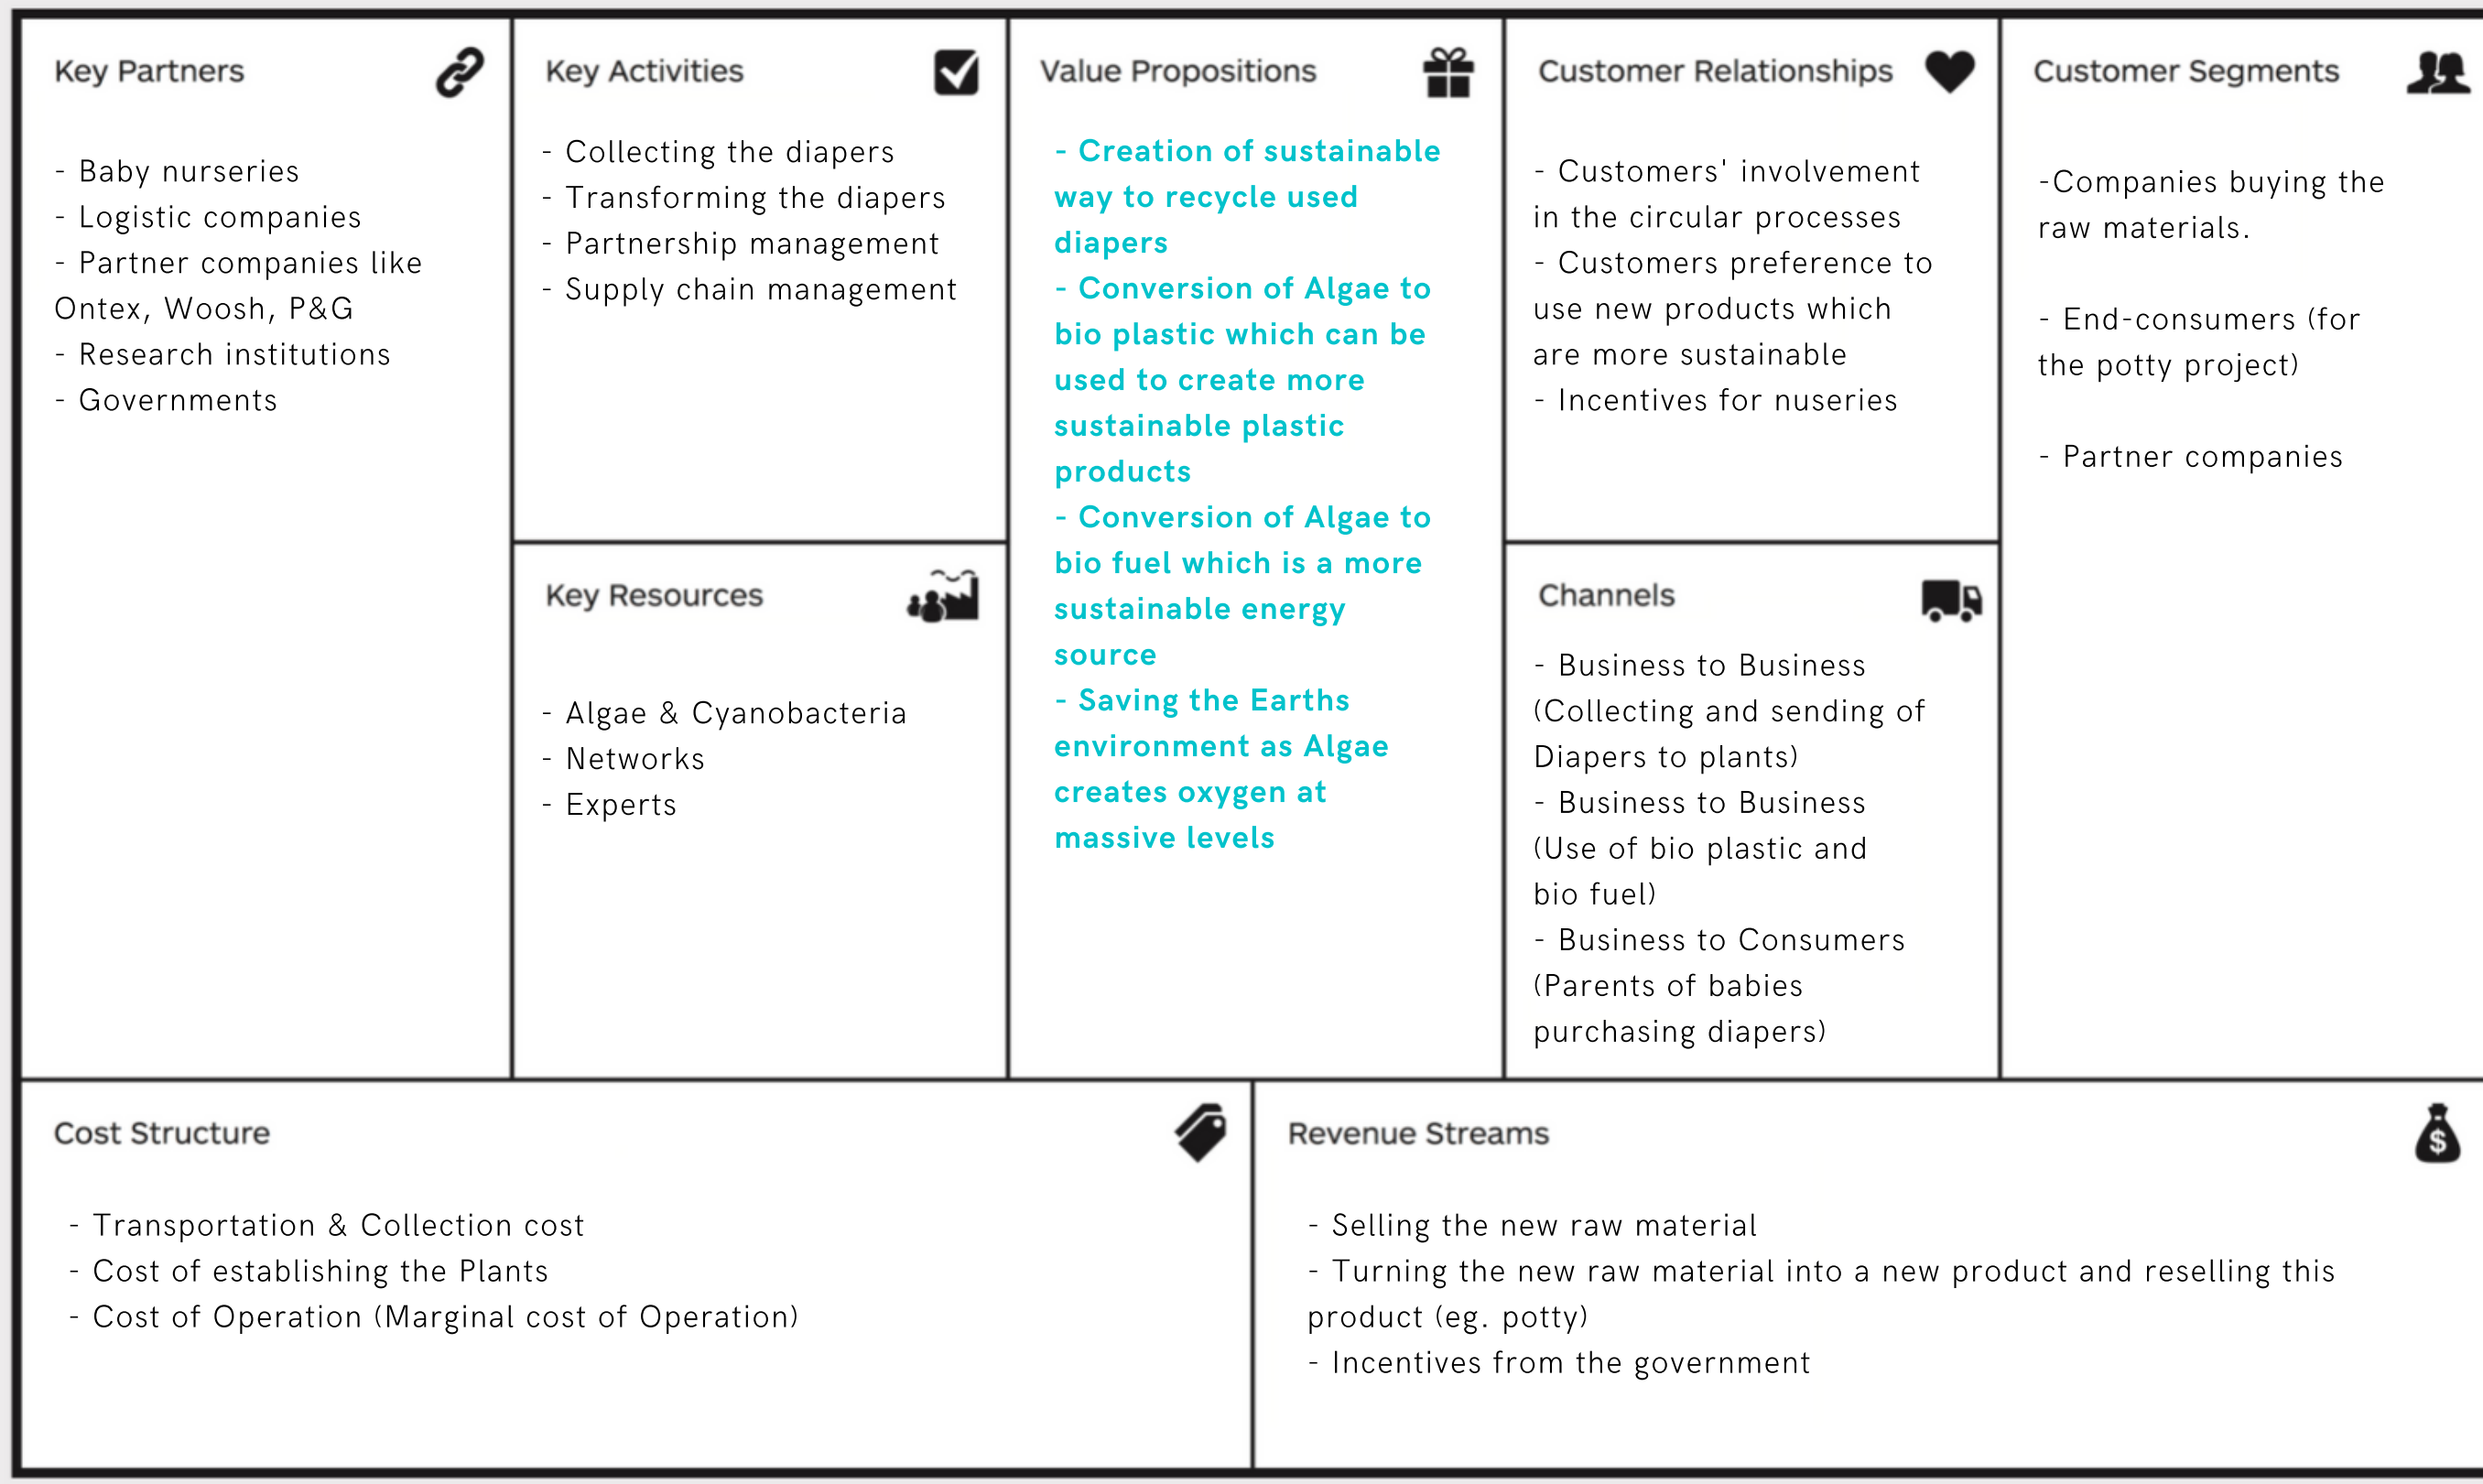 Key Partners
- Baby nurseries
- Logistic companies
- Partner companies like
Ontex, Woosh, P&G
- Research institutions
- Governments
Key Activities
- Collecting the diapers
- Transforming the diapers
- Partnership management
- Supply chain management
Key Resources
- Algae & Cyanobacteria
- Networks
- Experts
Value Propositions
- Creation of sustainable
way to recycle used
diapers
- Conversion of Algae to
bio plastic which can be
used to create more
sustainable plastic
products
- Conversion of Algae to
bio fuel which is a more
sustainable energy
source
- Saving the Earths
environment as Algae
creates oxygen at
massive levels
Customer Relationships
- Customers' involvement
in the circular processes
- Customers preference to
use new products which
are more sustainable
- Incentives for nuseries
Channels
- Business to Business
(Collecting and sending of
Diapers to plants)
- Business to Business
(Use of bio plastic and
bio fuel)
- Business to Consumers
(Parents of babies
purchasing diapers)
Customer Segments
-Companies buying the
raw materials.
- End-consumers (for
the potty project)
- Partner companies
Cost Structure
- Transportation & Collection cost
- Cost of establishing the Plants
- Cost of Operation (Marginal cost of Operation)
Revenue Streams
$
- Selling the new raw material
- Turning the new raw material into a new product and reselling this
product (eg. potty)
- Incentives from the government